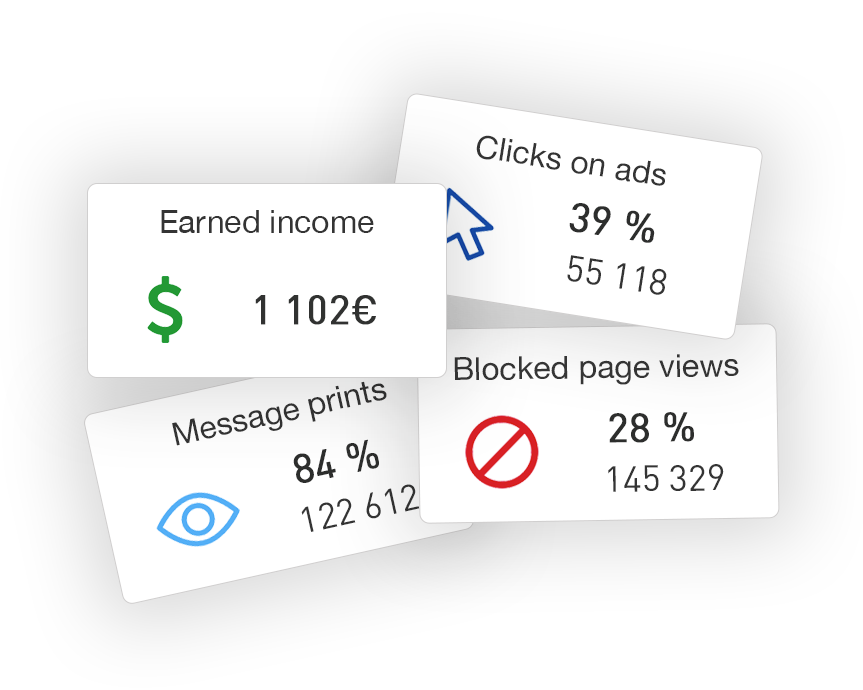 Clicks on ads
39 %
55 118
Earned income
$
1 102€
Blocked page views
28 %
145 329
Message prints
84 %
122 612